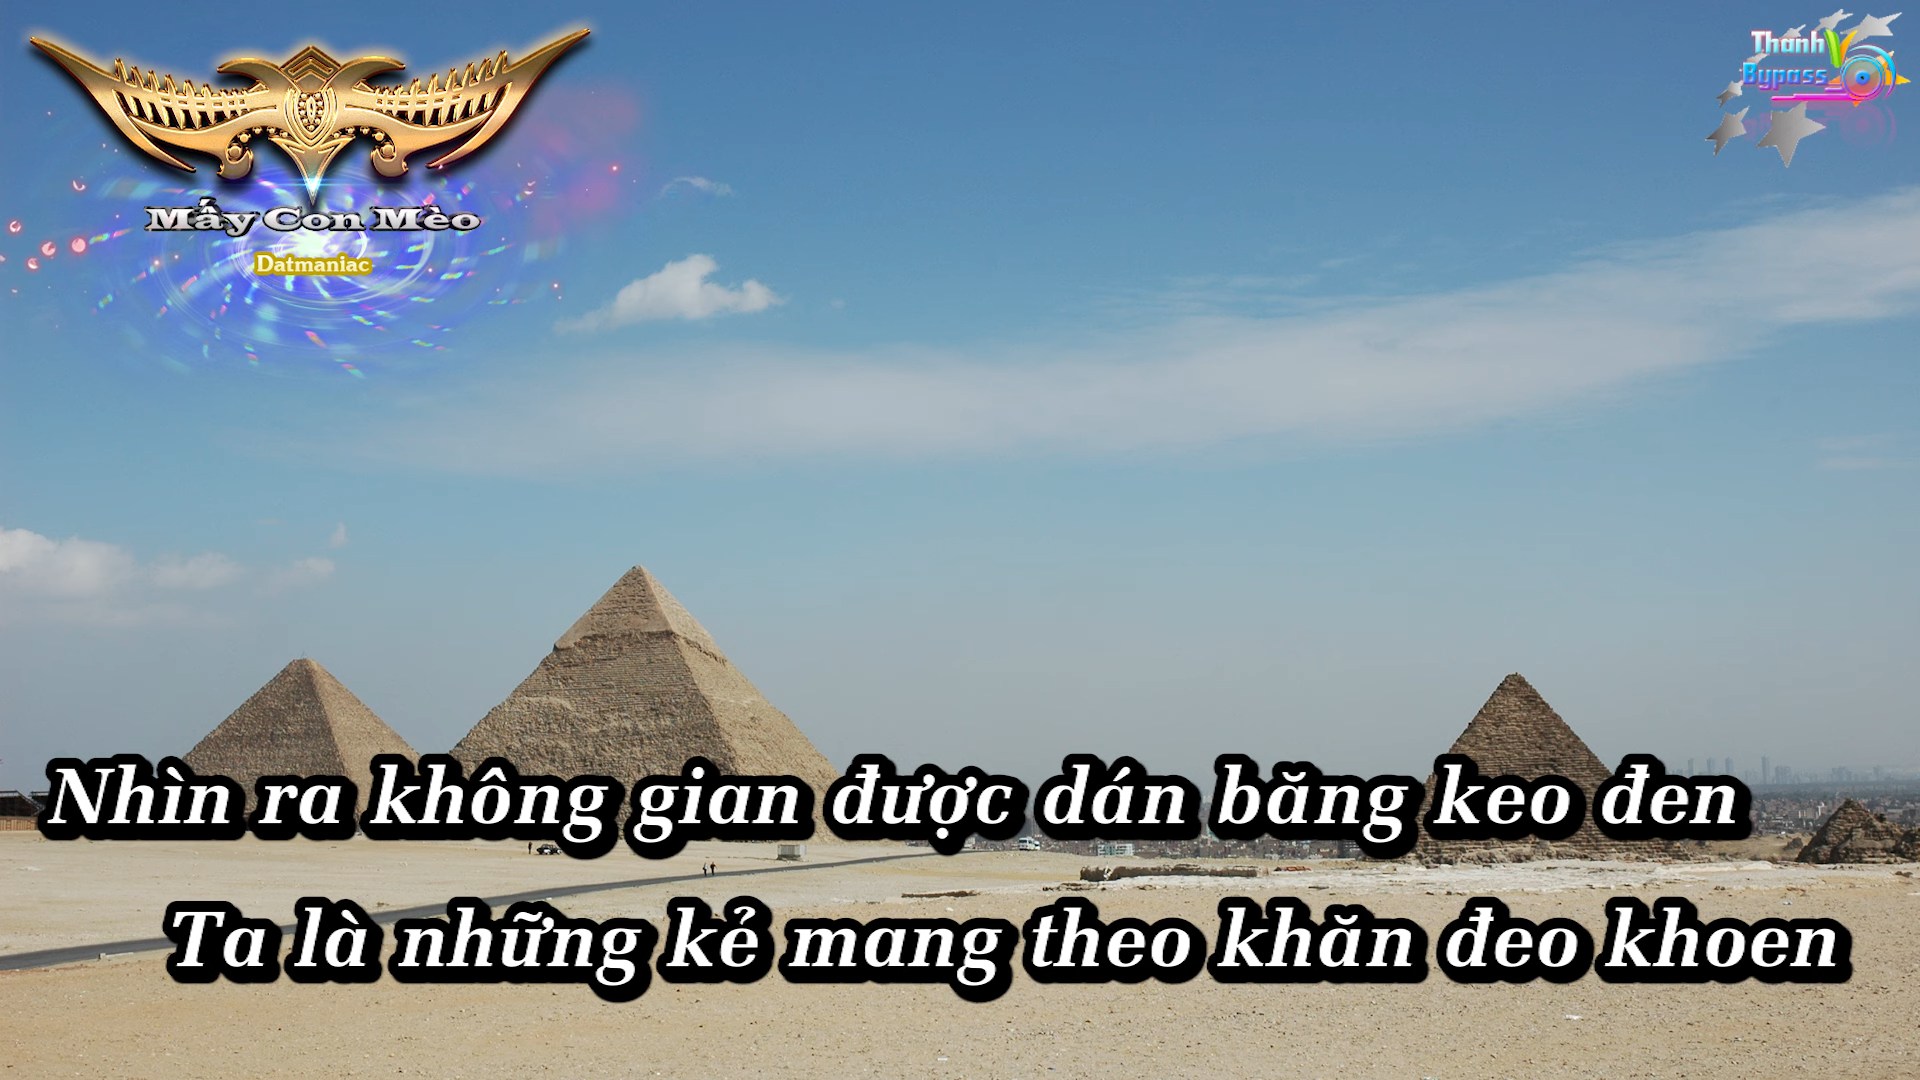 Mấy Con Mèo
Datmaniac
Thanh V
Bypass
Nhìn ra không gian được dán băng keo đen
Ta là những kẻ mang theo khăn đeo khoen